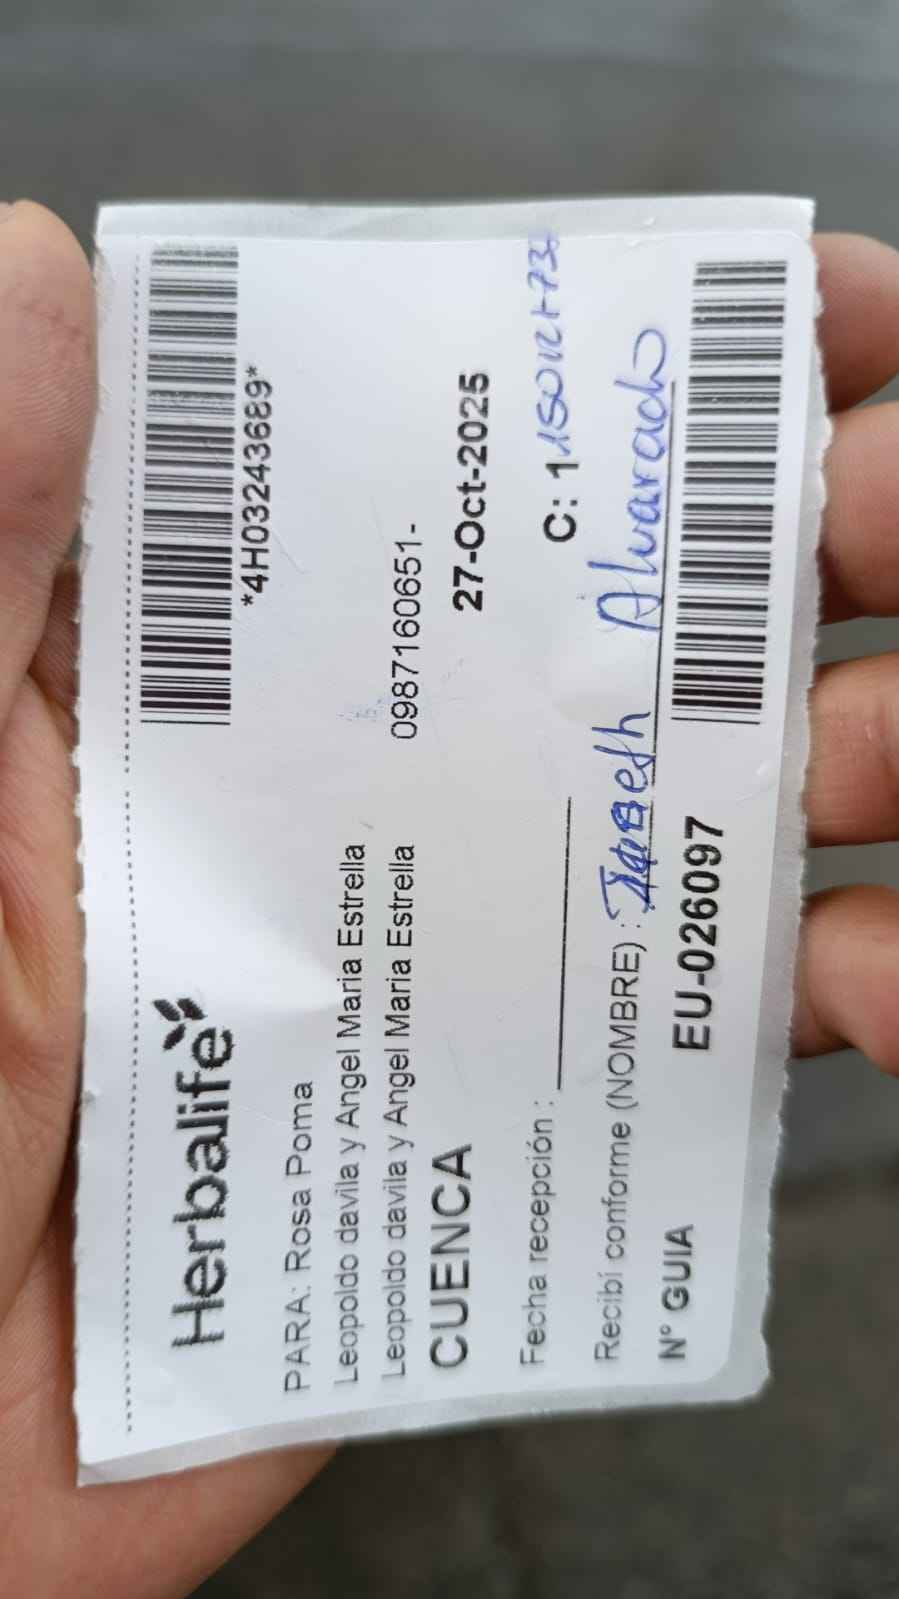 Herbalife
*4H03243689*
PARA: Rosa Poma
Leopoldo davila y Angel Maria Estrella
Leopoldo davila y Angel Maria Estrella 0987160651-
CUENCA 27-Oct-2025
Fecha recepción : C: 1
Recibí conforme (NOMBRE) : Alvarado
N° GUIA EU-026097